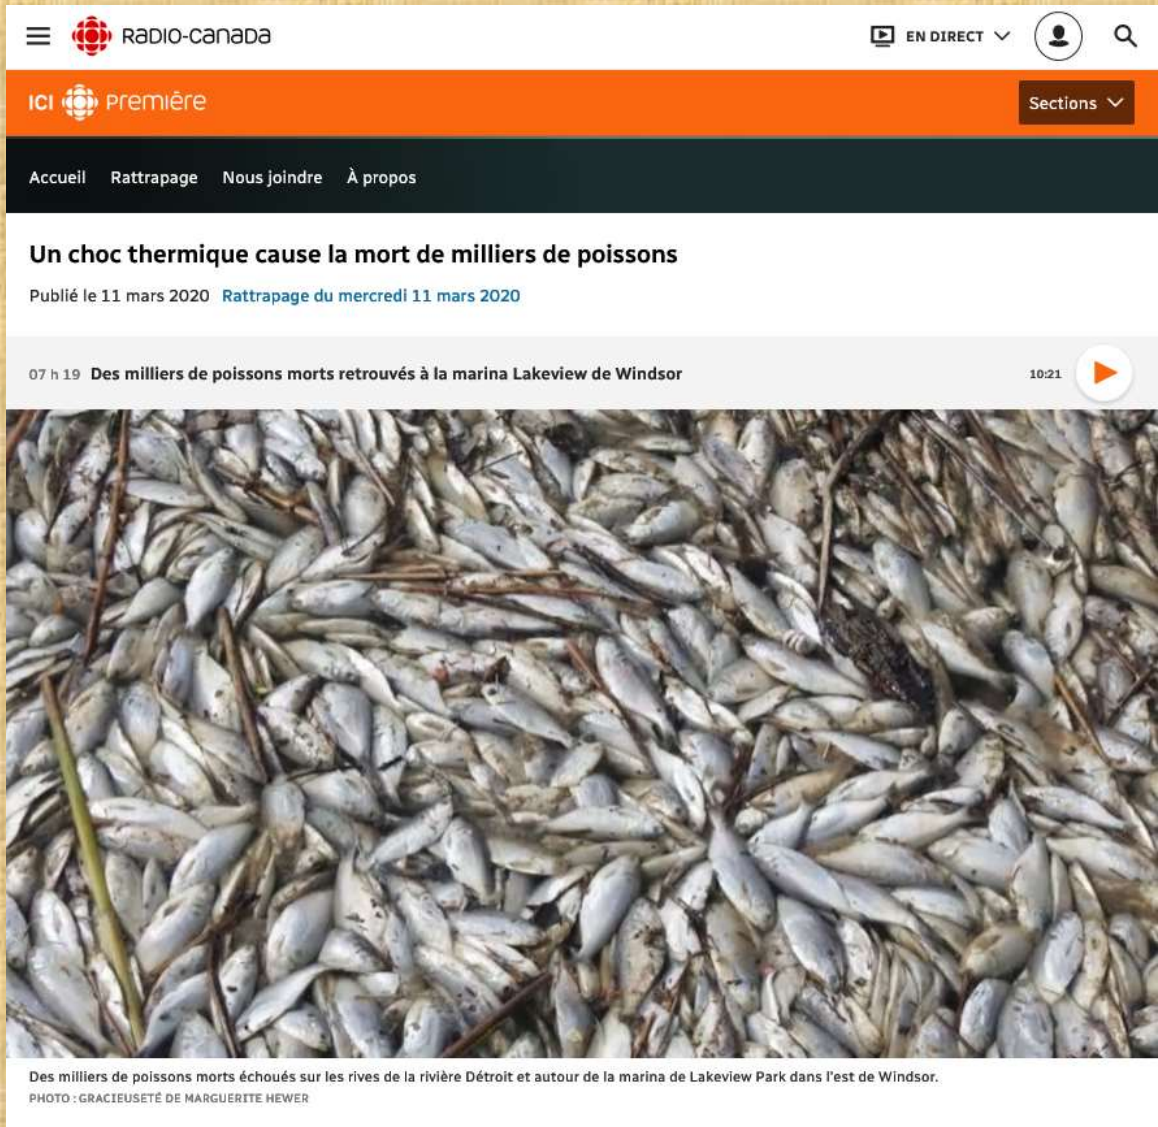 RADIO-CANADA
EN DIRECT
ICI PREMIÈRE
Sections
Accueil Rattrapage Nous joindre À propos
Un choc thermique cause la mort de milliers de poissons
Publié le 11 mars 2020 Rattrapage du mercredi 11 mars 2020
07 h 19 Des milliers de poissons morts retrouvés à la marina Lakeview de Windsor 10:21
Des milliers de poissons morts échoués sur les rives de la rivière Détroit et autour de la marina de Lakeview Park dans l'est de Windsor.
PHOTO : GRACIEUSETÉ DE MARGUERITE HEWER